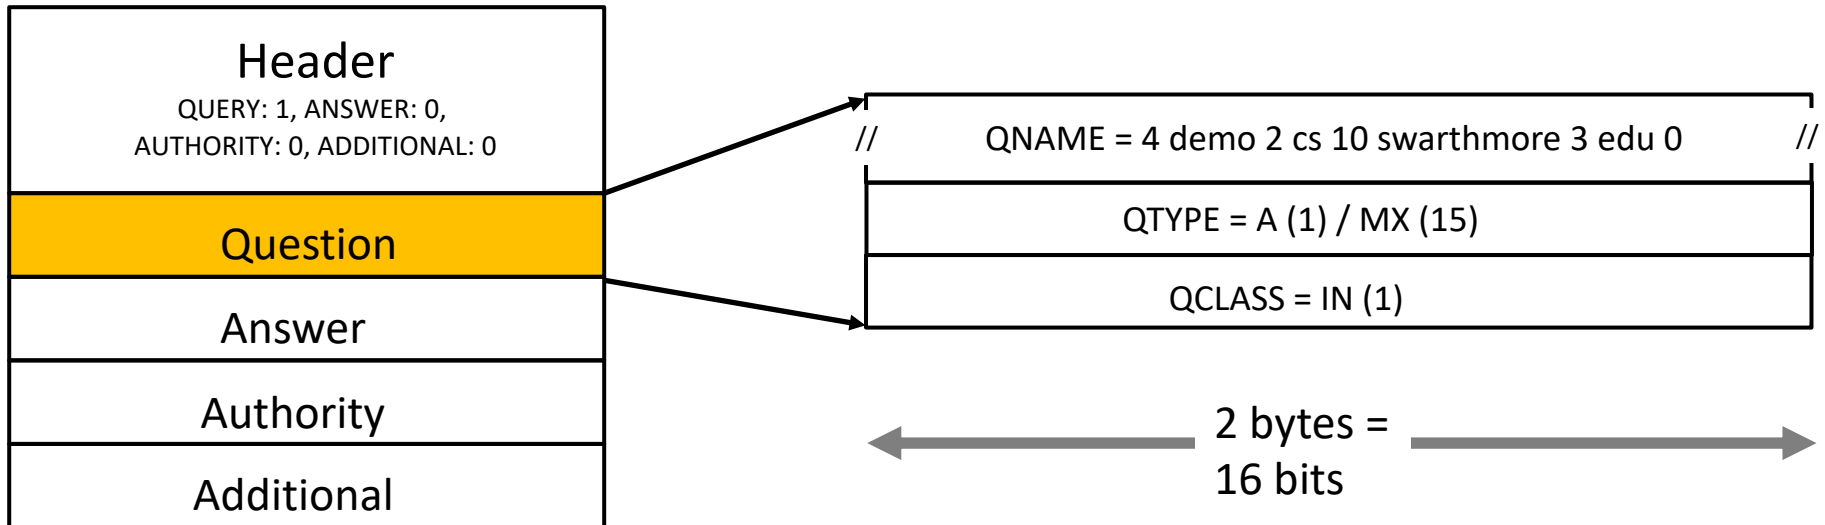 Header
QUERY: 1, ANSWER: 0,
AUTHORITY: 0, ADDITIONAL: 0
Question
Answer
Authority
Additional
// QNAME = 4 demo 2 cs 10 swarthmore 3 edu 0 //
QTYPE = A (1) / MX (15)
QCLASS = IN (1)
2 bytes =
16 bits